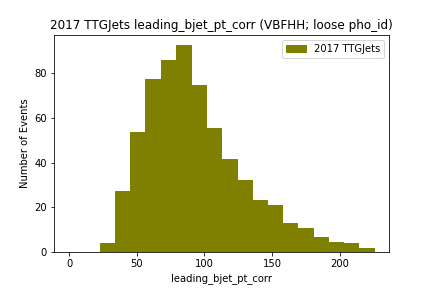 2017 TTGJets leading_bjet_pt_corr (VBFHH; loose pho_id)
2017 TTGJets
Number of Events
80
60
40
20
0
0 50 100 150 200
leading_bjet_pt_corr